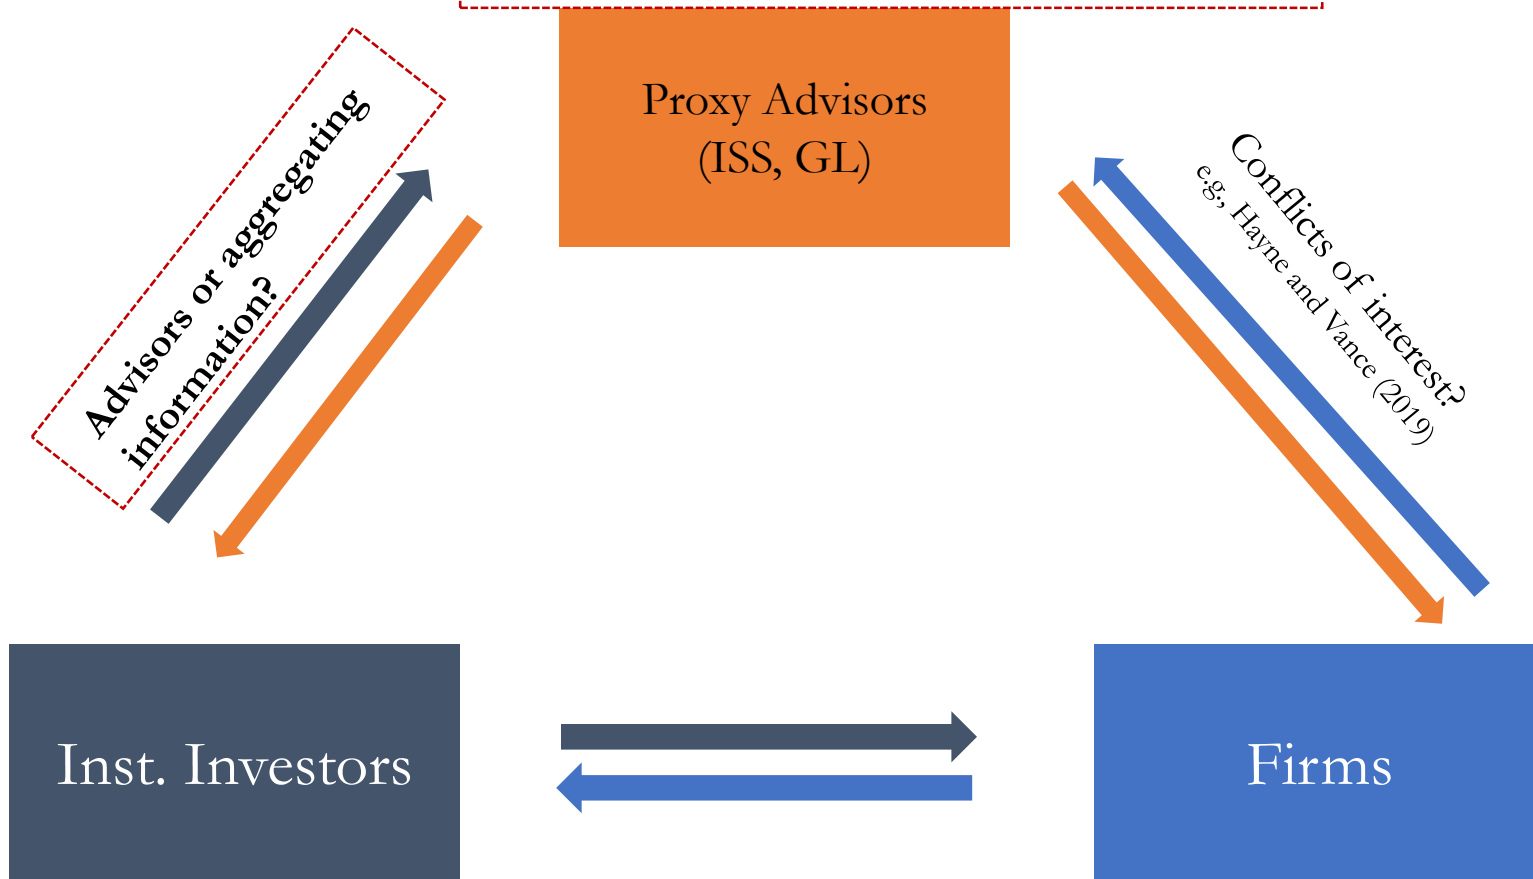 Proxy Advisors
(ISS, GL)
Advisors or aggregating
information?
Conflicts of interest?
e.g., Hayne and Vance (2019)
Inst. Investors
Firms